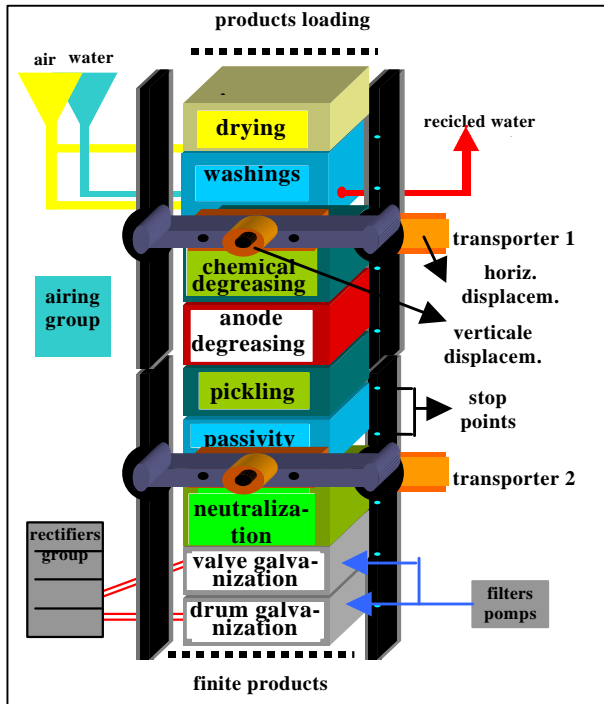 products loading
air
water
drying
recicled water
washings
transporter 1
chemical
degreasing
horiz.
displacem.
airing
group
anode
degreasing
verticale
displacem.
pickling
stop
points
passivity
transporter 2
neutraliza-
tion
rectifiers
group
valve galva-
nization
filters
pomps
drum galva-
nization
finite products